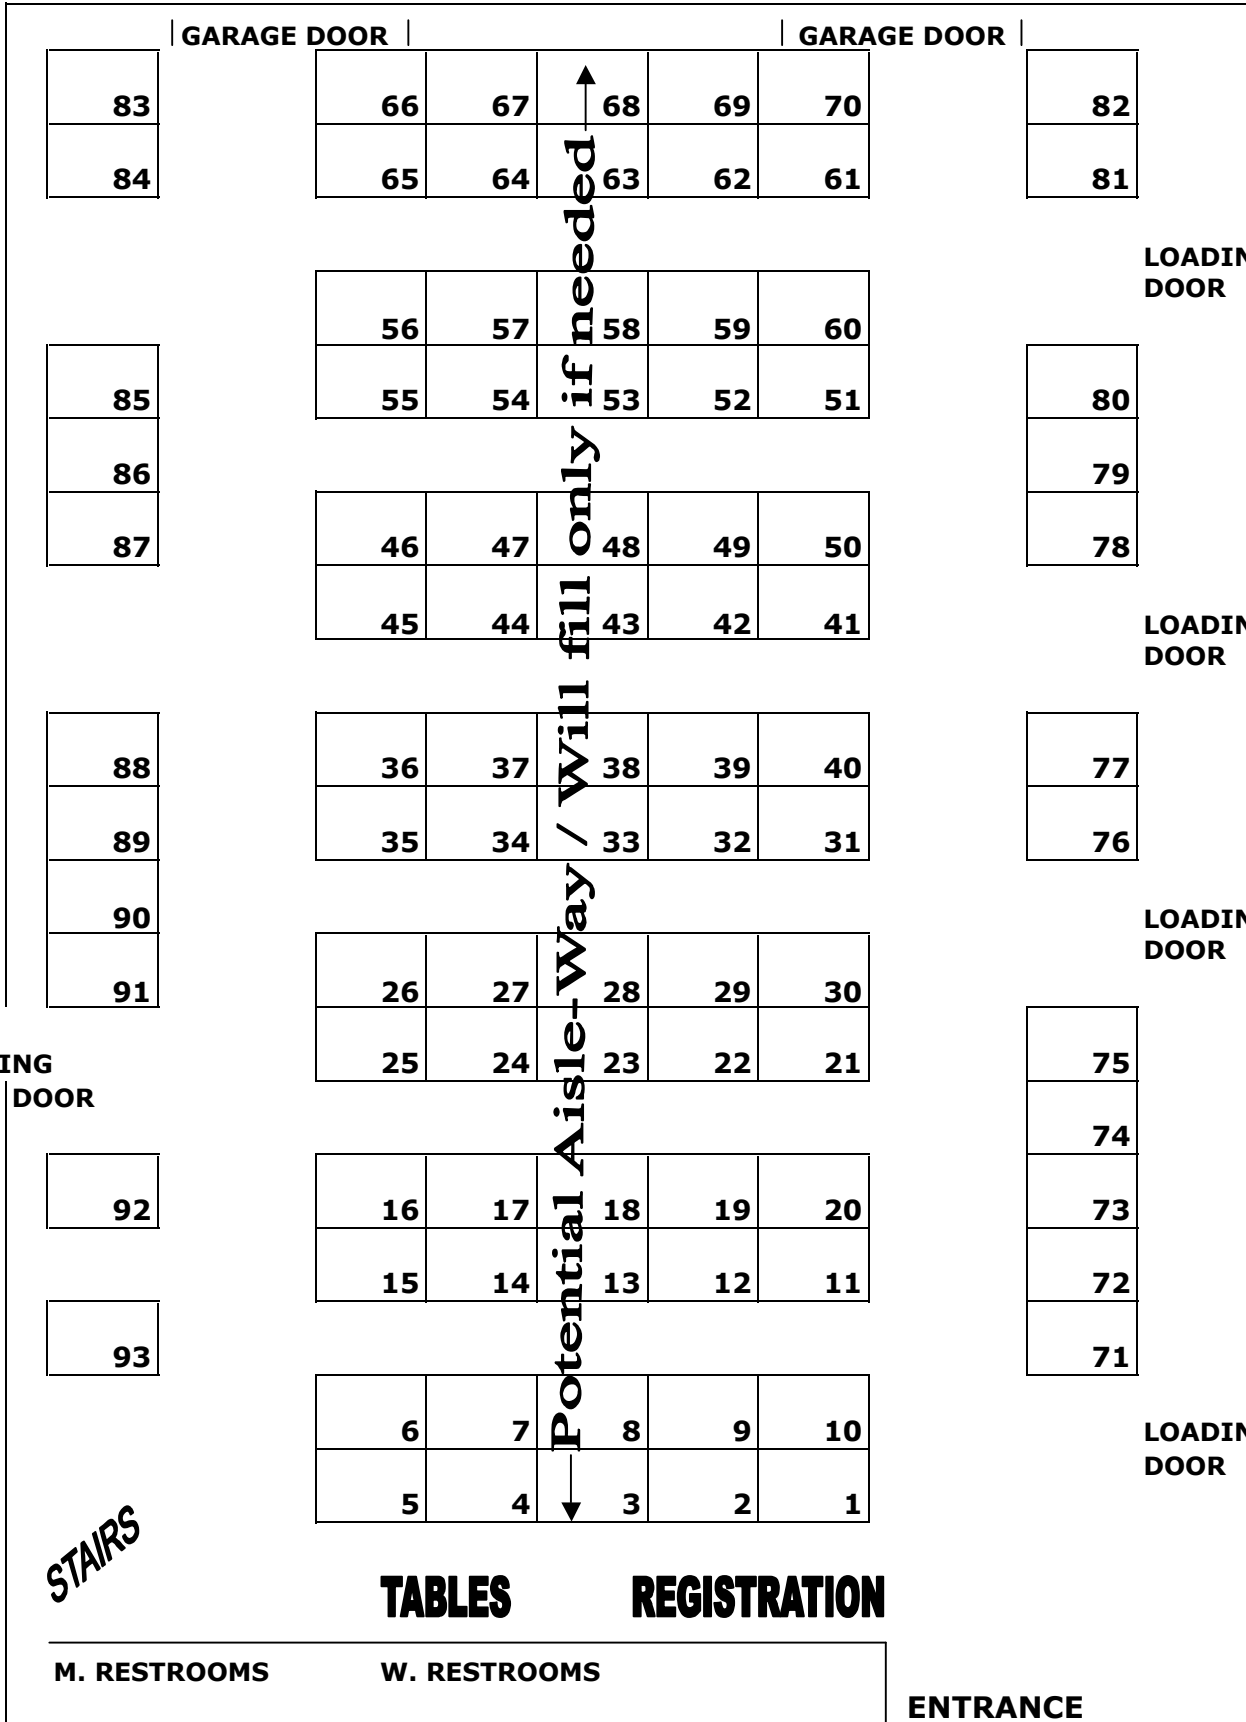 GARAGE DOOR GARAGE DOOR
83 66 67 68 69 70 82
84 65 64 63 62 61 81
LOADIN
DOOR
56 57 58 59 60
85 55 54 53 52 51 80
86 79
87 46 47 48 49 50 78
45 44 43 42 41
LOADIN
DOOR
88 36 37 38 39 40 77
89 35 34 33 32 31 76
90
LOADIN
DOOR
91 26 27 28 29 30
ING
DOOR
25 24 23 22 21 75
74
92 16 17 18 19 20 73
15 14 13 12 11 72
93 71
6 7 8 9 10
LOADIN
DOOR
5 4 3 2 1
Potential Aisle-Way / Will fill only if needed
STAIRS
TABLES REGISTRATION
M. RESTROOMS W. RESTROOMS
ENTRANCE